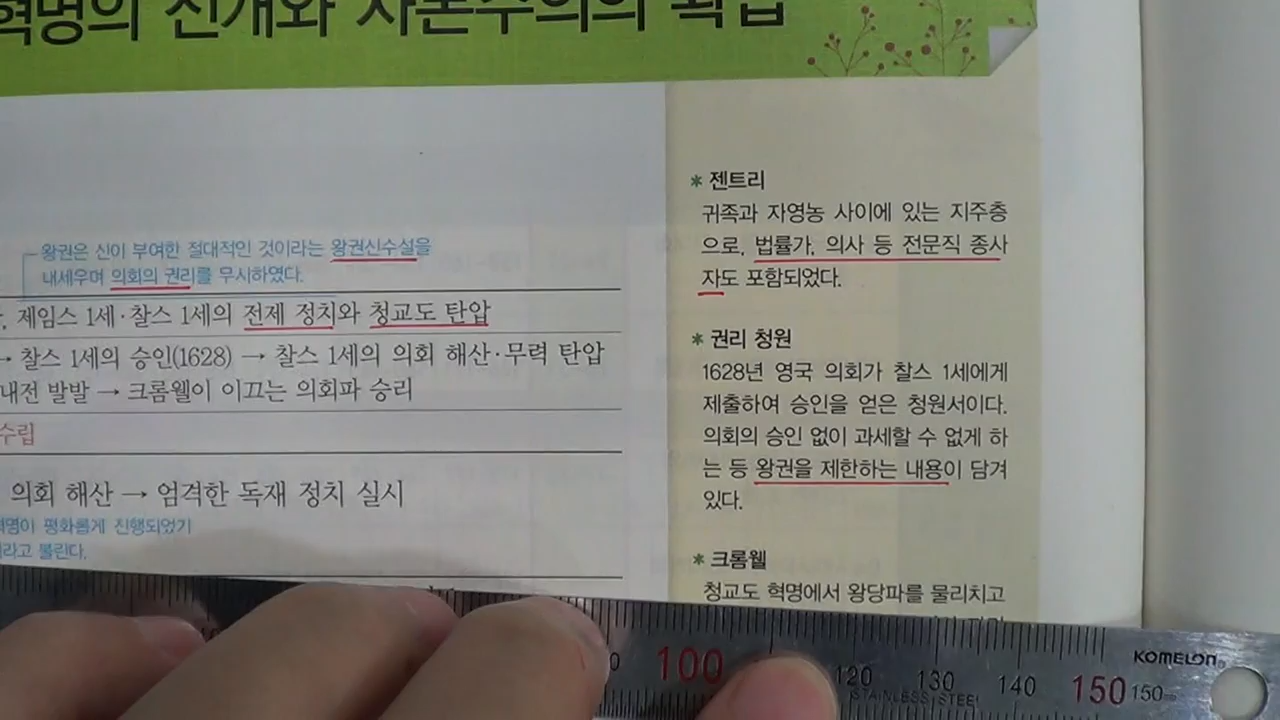 혁명의 전개와 자본주의의 확립
왕권은 신이 부여한 절대적인 것이라는 왕권신수설을
내세우며 의회의 권리를 무시하였다.
제임스 1세·찰스 1세의 전제 정치와 청교도 탄압
→ 찰스 1세의 승인(1628) → 찰스 1세의 의회 해산·무력 탄압
내전 발발 → 크롬웰이 이끄는 의회파 승리
수립
의회 해산 → 엄격한 독재 정치 실시
혁명이 평화롭게 진행되었기
라고 불린다.
* 젠트리
귀족과 자영농 사이에 있는 지주층
으로, 법률가, 의사 등 전문직 종사
자도 포함되었다.
* 권리 청원
1628년 영국 의회가 찰스 1세에게
제출하여 승인을 얻은 청원서이다.
의회의 승인 없이 과세할 수 없게 하
는 등 왕권을 제한하는 내용이 담겨
있다.
* 크롬웰
청교도 혁명에서 왕당파를 물리치고
100 120 130 140 150 150
STAINLESS STEEL
KOMELON